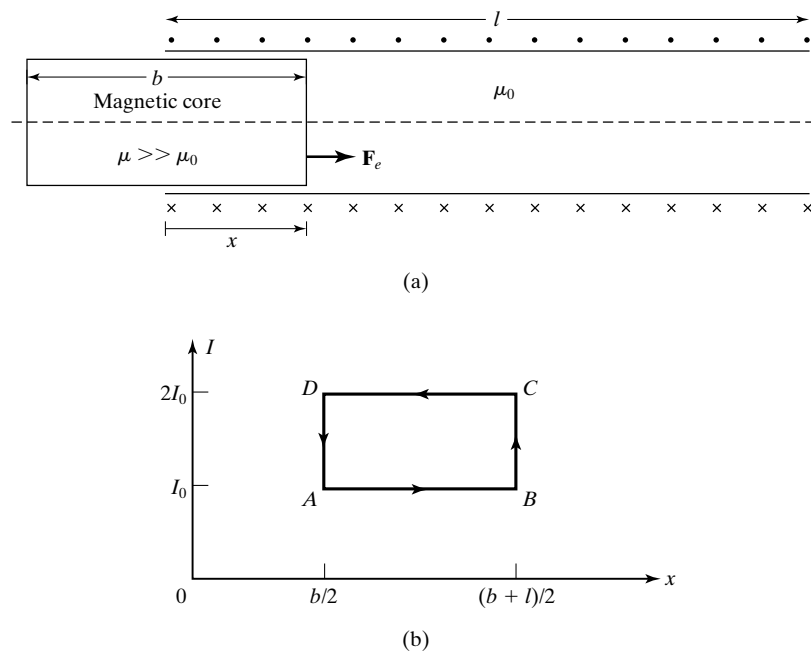 l
b
Magnetic core
μ₀
μ >> μ₀
Fₑ
x
(a)
I
2I₀
D
C
I₀
A
B
0
b/2
(b + l)/2
x
(b)